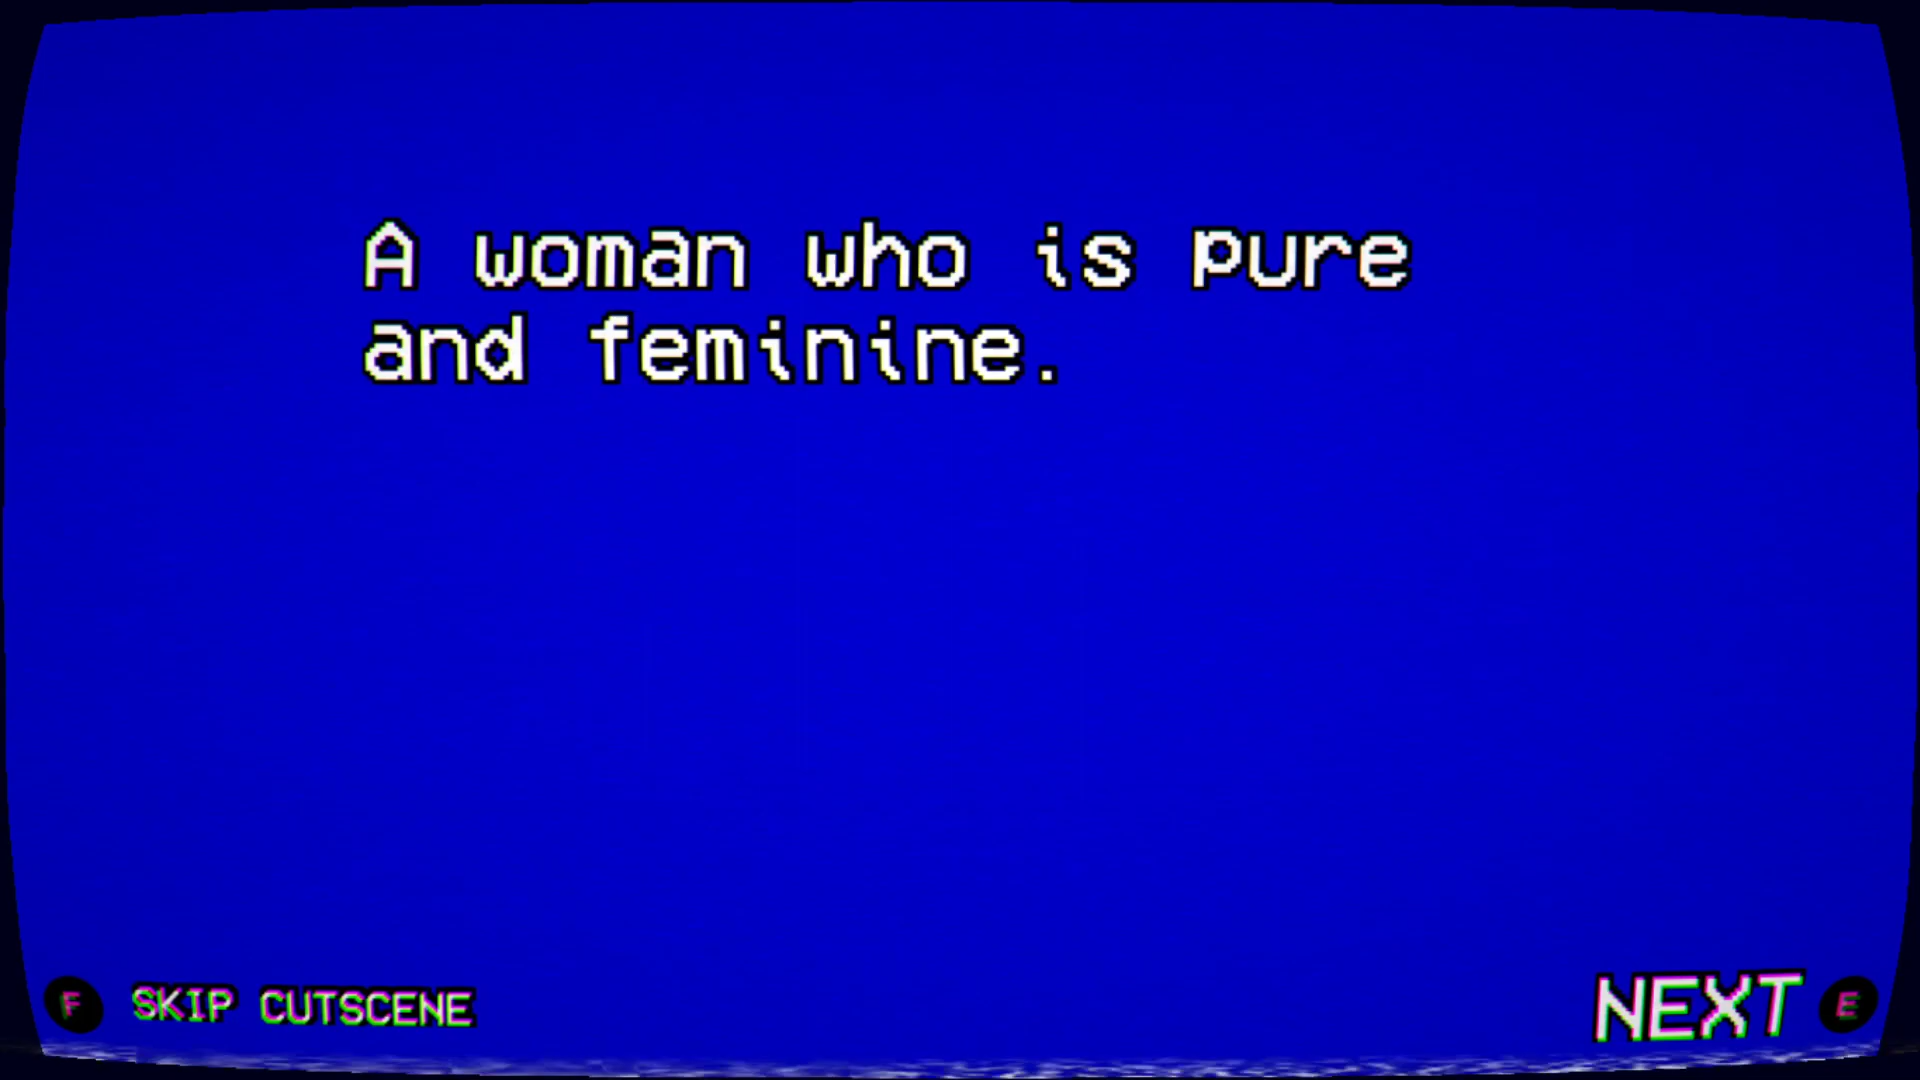 A woman who is pure
and feminine.
F SKIP CUTSCENE
NEXT E